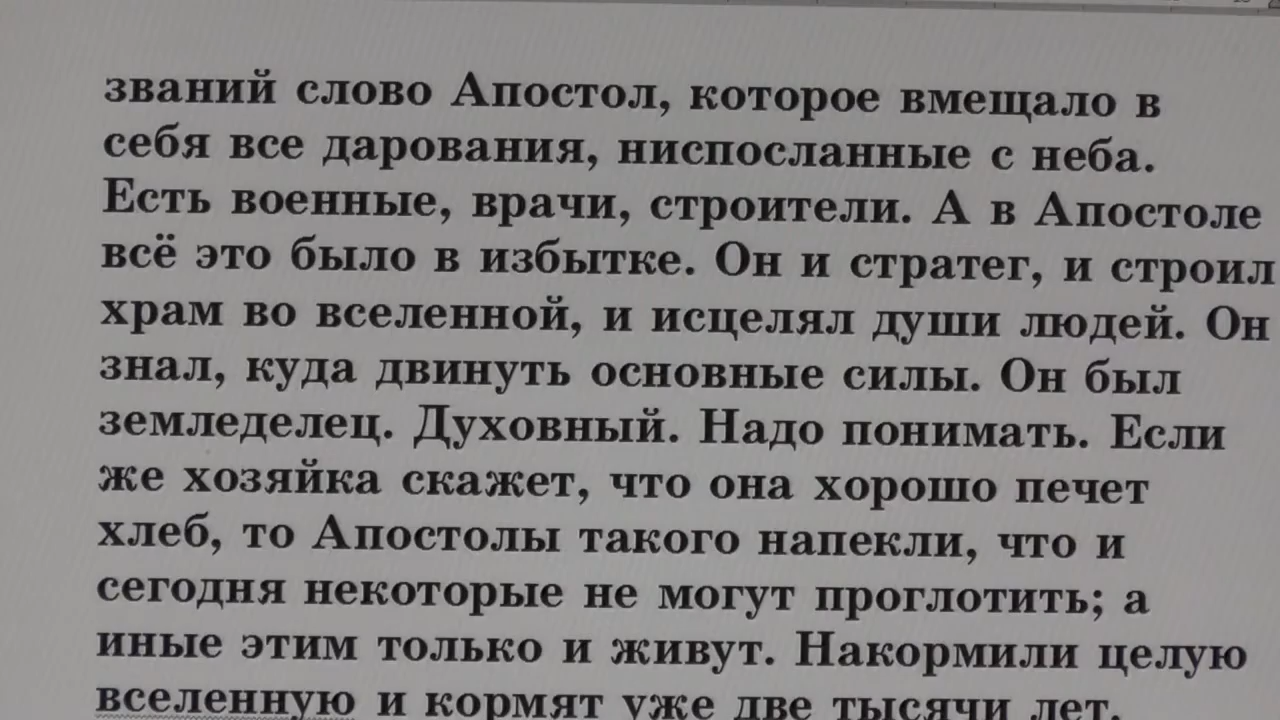 званий слово Апостол, которое вмещало в
себя все дарования, ниспосланные с неба.
Есть военные, врачи, строители. А в Апостоле
всё это было в избытке. Он и стратег, и строил
храм во вселенной, и исцелял души людей. Он
знал, куда двинуть основные силы. Он был
земледелец. Духовный. Надо понимать. Если
же хозяйка скажет, что она хорошо печет
хлеб, то Апостолы такого напекли, что и
сегодня некоторые не могут проглотить; а
иные этим только и живут. Накормили целую
вселенную и кормят уже две тысячи лет.